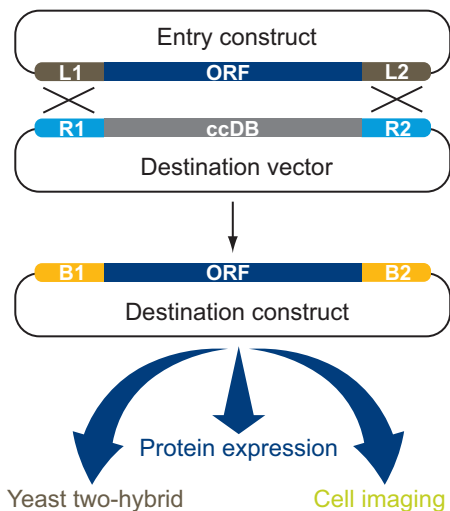 Entry construct
L1 ORF L2
R1 ccDB R2
Destination vector
B1 ORF B2
Destination construct
Protein expression
Yeast two-hybrid Cell imaging